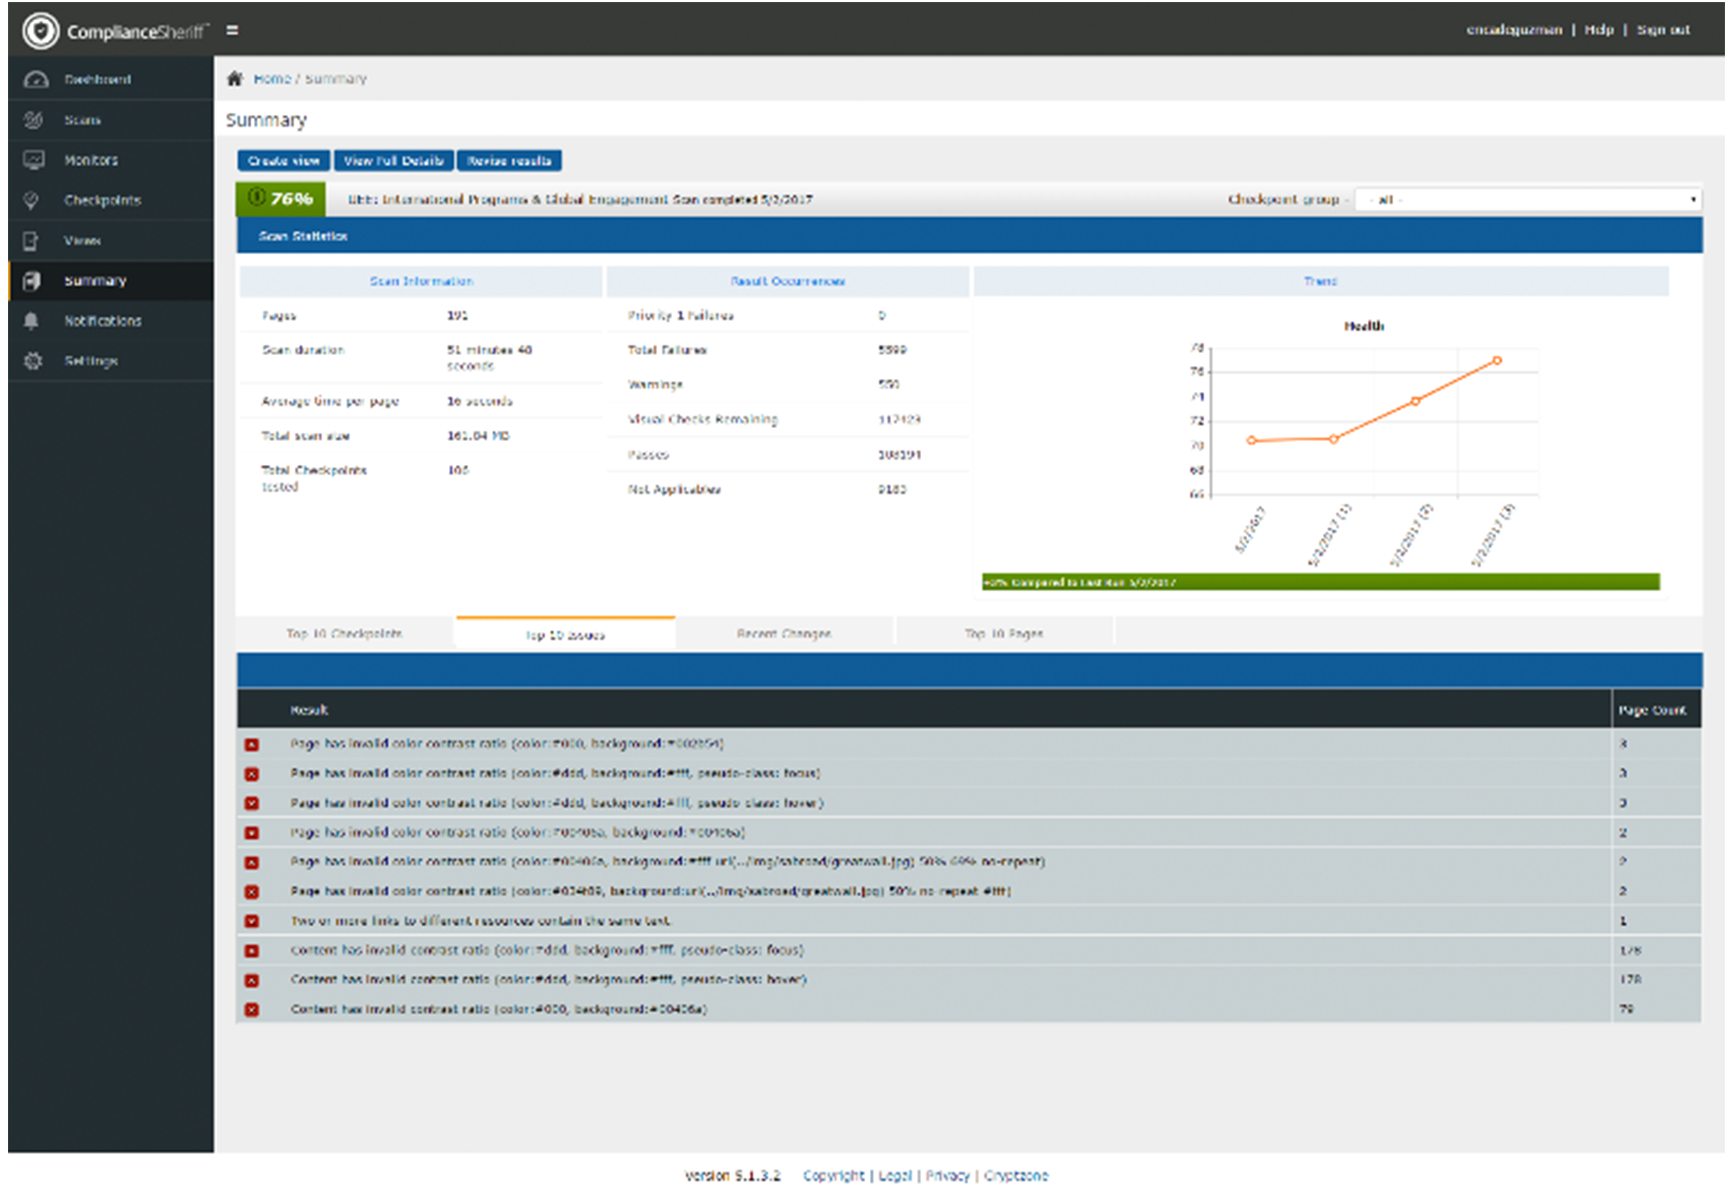 ComplianceSheriff™
encadeguzman | Help | Sign out
Dashboard
Scans
Monitors
Checkpoints
Views
Summary
Notifications
Settings
Home / Summary
Summary
Create view
View Full Details
Revise results
76%
UEE: International Programs & Global Engagement Scan completed 5/2/2017
Checkpoint group -
- all -
Scan Statistics
Scan Information
Pages 191
Scan duration 51 minutes 48 seconds
Average time per page 16 seconds
Total scan size 161.04 MB
Total Checkpoints tested 106
Result Occurrences
Priority 1 Failures 0
Total Failures 5599
Warnings 550
Visual Checks Remaining 117423
Passes 108194
Not Applicables
Trend
Health
78
76
74
72
70
68
66
5/2/2017
5/2/2017 (1)
5/2/2017 (2)
5/2/2017 (3)
Compared to Last Run 5/2/2017
Top 10 Checkpoints
Top 10 Issues
Recent Changes
Top 10 Pages
Result Page Count
Page has invalid color contrast ratio (color:#000, background:#002b54) 3
Page has invalid color contrast ratio (color:#ddd, background:#fff, pseudo-class: focus) 3
Page has invalid color contrast ratio (color:#ddd, background:#fff, pseudo-class: hover) 3
Page has invalid color contrast ratio (color:#00406a, background:#00406a) 2
Page has invalid color contrast ratio (color:#00406a, background:#fff url(../img/sabroad/greatwall.jpg) 50% 69% no-repeat) 2
Page has invalid color contrast ratio (color: background:url(../img/sabroad/greatwall.jpg) 50% no-repeat #fff) 2
Two or more links to different resources contain the same text. 1
Content has invalid contrast ratio (color:#ddd, background:#fff, pseudo-class: focus) 178
Content has invalid contrast ratio (color:#ddd, background:#fff, pseudo-class: hover) 178
Content has invalid contrast ratio (color:#000, background:#00406a) 79
Version 5.1.3.2 Copyright | Legal | Privacy | Cryptzone